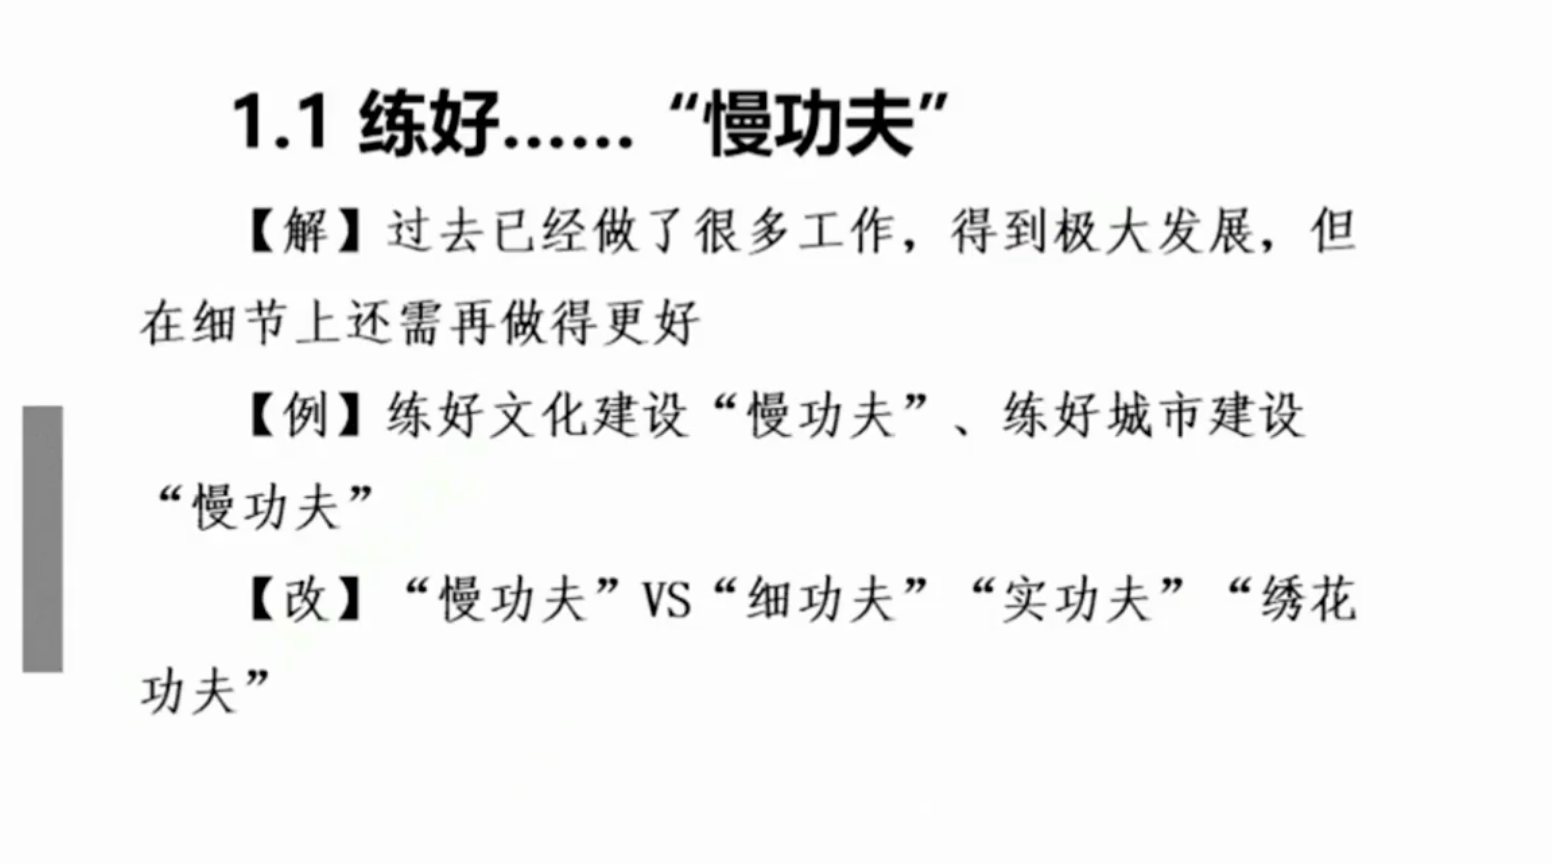 1.1 练好…… “慢功夫”
【解】过去已经做了很多工作，得到极大发展，但
在细节上还需再做得更好
【例】练好文化建设“慢功夫”、练好城市建设
“慢功夫”
【改】“慢功夫”VS“细功夫”“实功夫”“绣花
功夫”